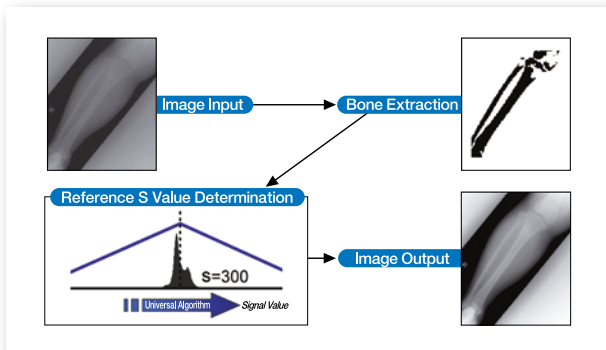 Image Input
Bone Extraction
Reference S Value Determination
s=300
Universal Algorithm
Signal Value
Image Output